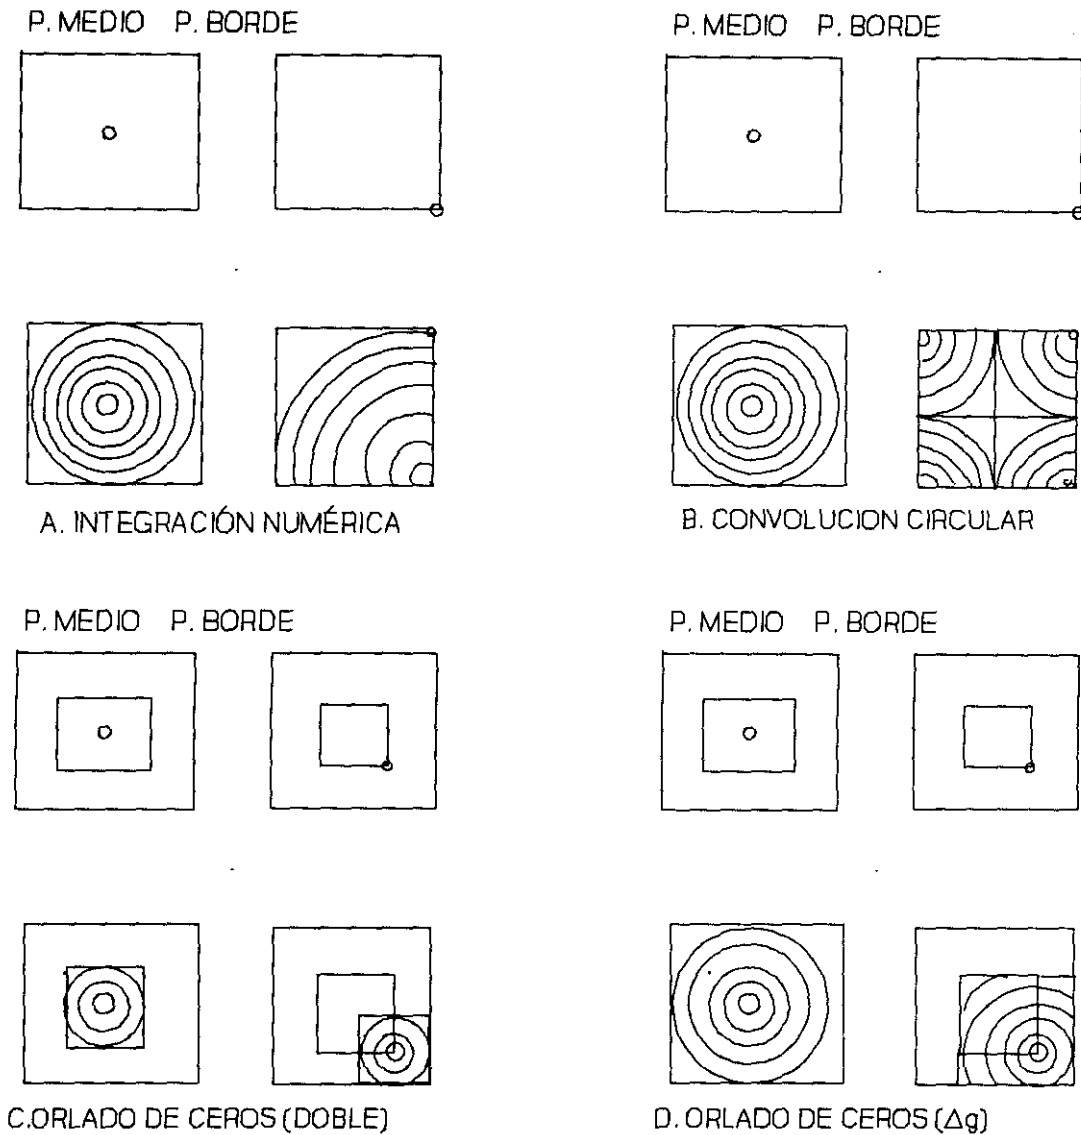 P. MEDIO P. BORDE
P. MEDIO P. BORDE
A. INTEGRACIÓN NUMÉRICA
B. CONVOLUCION CIRCULAR
P. MEDIO P. BORDE
P. MEDIO P. BORDE
C.ORLADO DE CEROS (DOBLE)
D. ORLADO DE CEROS (Δg)